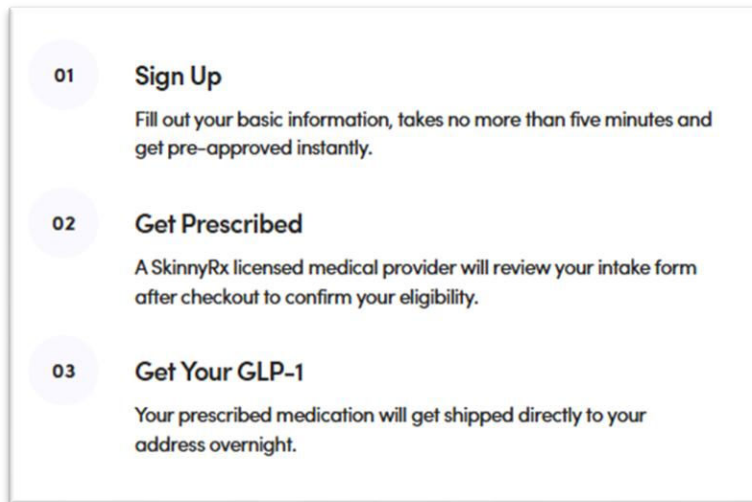 01
Sign Up
Fill out your basic information, takes no more than five minutes and
get pre-approved instantly.
02
Get Prescribed
A SkinnyRx licensed medical provider will review your intake form
after checkout to confirm your eligibility.
03
Get Your GLP-1
Your prescribed medication will get shipped directly to your
address overnight.